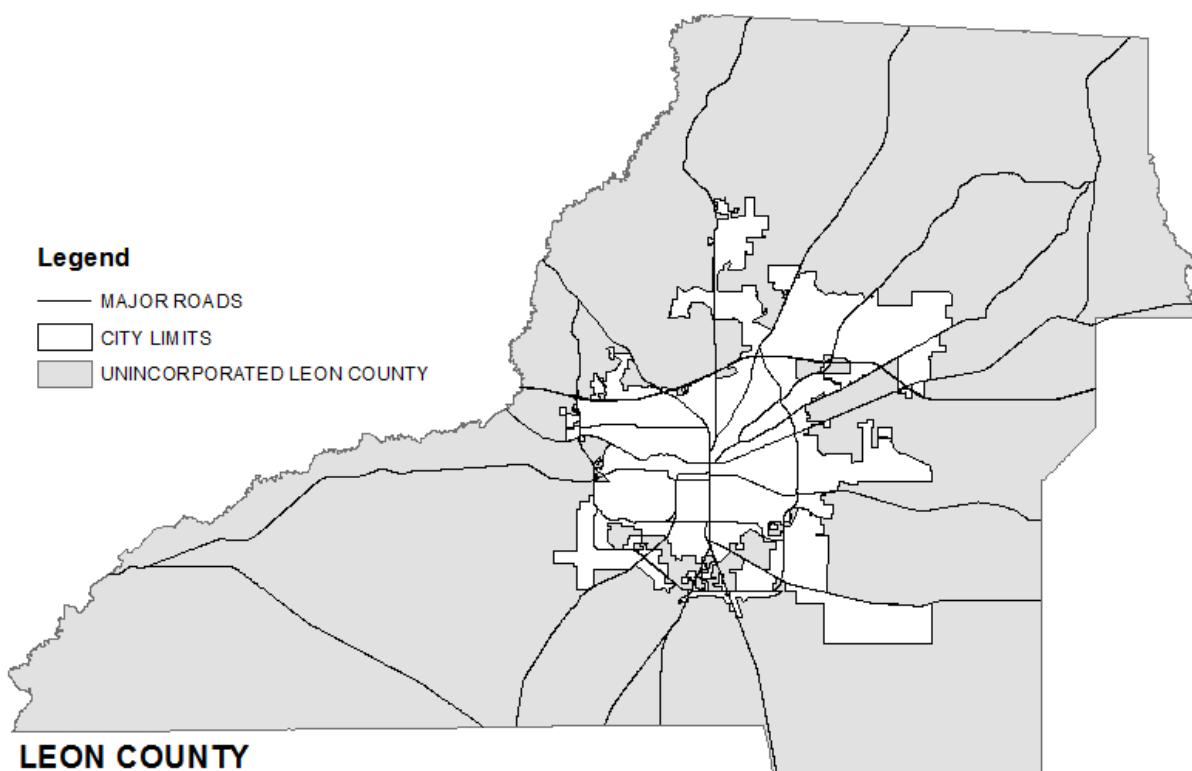 Legend
MAJOR ROADS
CITY LIMITS
UNINCORPORATED LEON COUNTY
LEON COUNTY